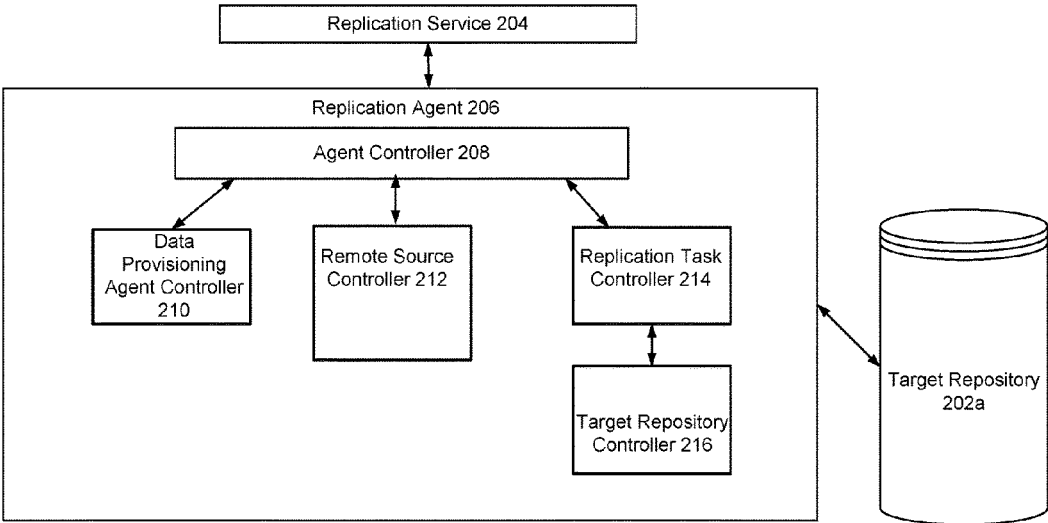 Replication Service 204
Replication Agent 206
Agent Controller 208
Data
Provisioning
Agent Controller
210
Remote Source
Controller 212
Replication Task
Controller 214
Target Repository
Controller 216
Target Repository
202a